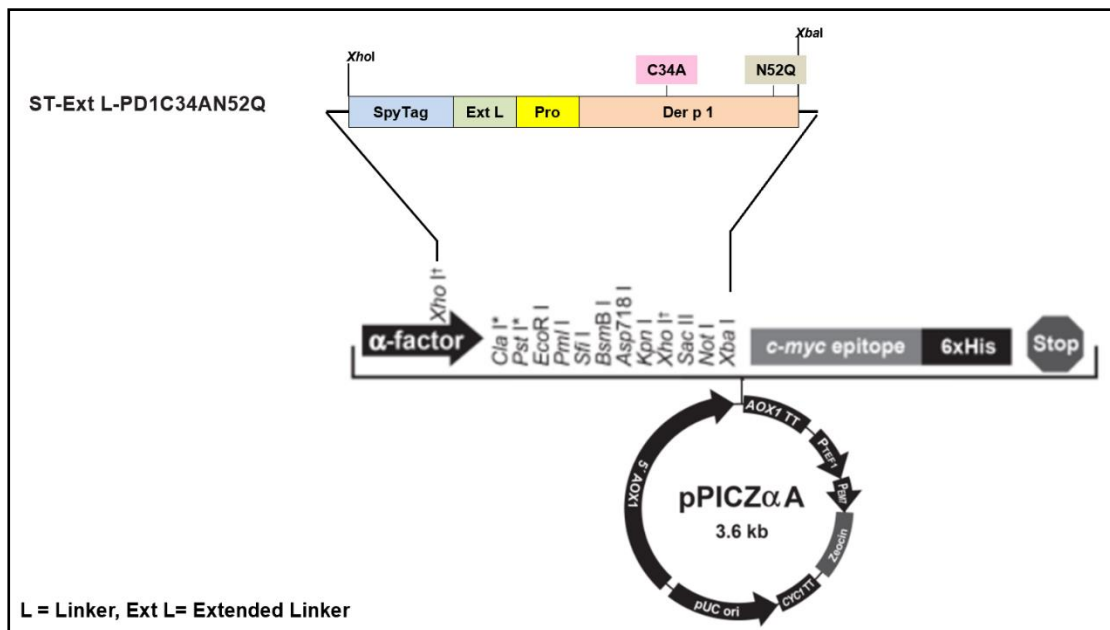 XhoI
XbaI
C34A
N52Q
ST-Ext L-PD1C34AN52Q
SpyTag
Ext L
Pro
Der p 1
α-factor
Xho I†
Cla I*
Pst I*
EcoR I
Pml I
Sfi I
BsmB I
Asp718 I
Kpn I
Xho I†
Sac II
Not I
Xba I
c-myc epitope
6xHis
Stop
5´ AOX1
AOX1 TT
PTEF1
PEM7
Zeocin
CYC1 TT
pUC ori
pPICZα A
3.6 kb
L = Linker, Ext L= Extended Linker